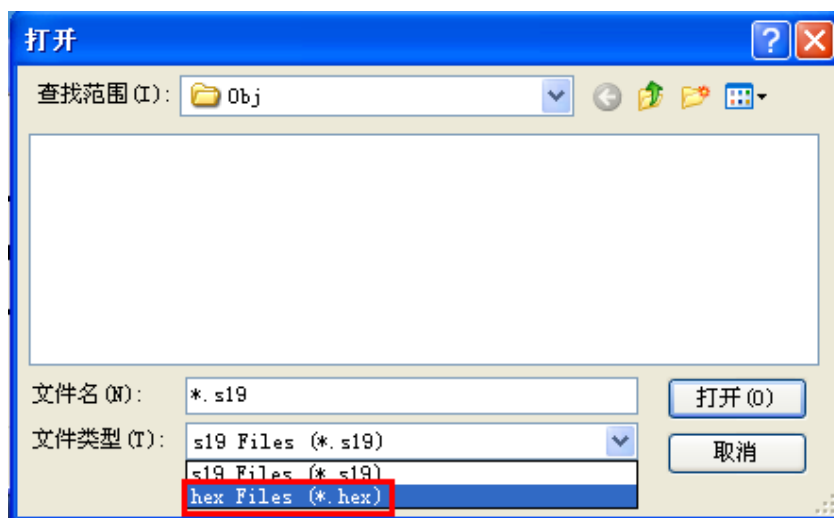 打开
查找范围(I): Obj
文件名(N): *.s19 打开(O)
文件类型(T): s19 Files (*.s19) 取消
s19 Files (*.s19)
hex Files (*.hex)